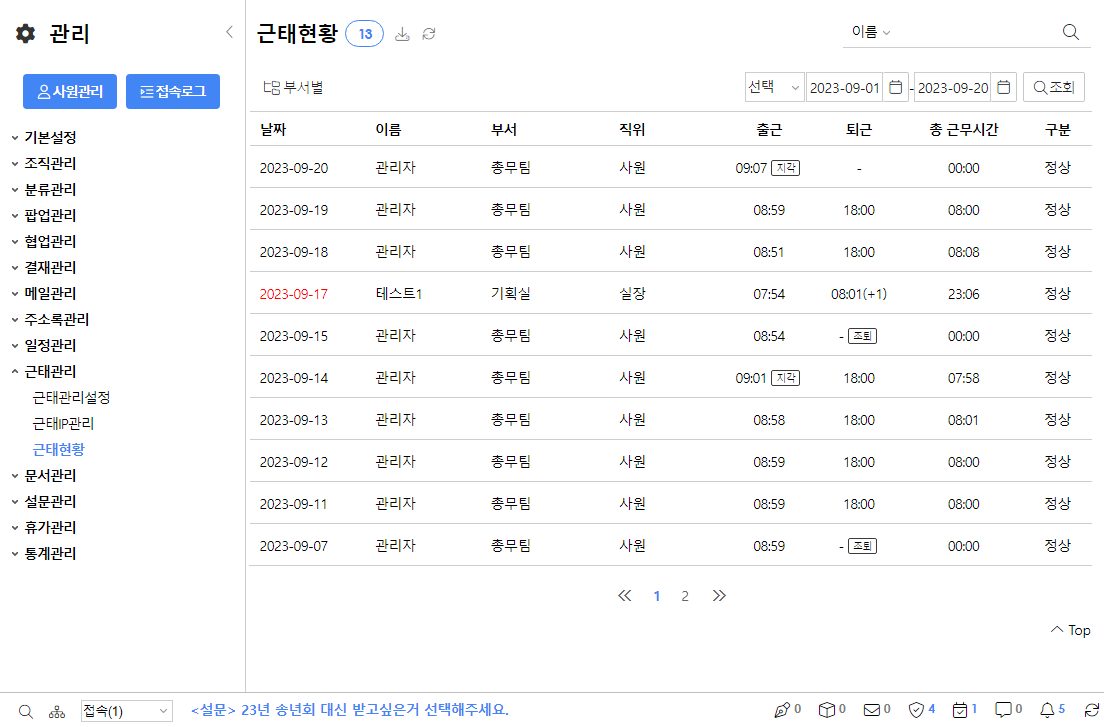 관리
사원관리 접속로그
기본설정
조직관리
분류관리
팝업관리
협업관리
결재관리
메일관리
주소록관리
일정관리
근태관리
근태관리설정
근태IP관리
근태현황
문서관리
설문관리
휴가관리
통계관리
근태현황 13 이름
부서별 선택 2023-09-01 - 2023-09-20 조회
날짜 이름 부서 직위 출근 퇴근 총 근무시간 구분
2023-09-20 관리자 총무팀 사원 09:07 지각 - 00:00 정상
2023-09-19 관리자 총무팀 사원 08:59 18:00 08:00 정상
2023-09-18 관리자 총무팀 사원 08:51 18:00 08:08 정상
2023-09-17 테스트1 기획실 실장 07:54 08:01(+1) 23:06 정상
2023-09-15 관리자 총무팀 사원 08:54 - 조퇴 00:00 정상
2023-09-14 관리자 총무팀 사원 09:01 지각 18:00 07:58 정상
2023-09-13 관리자 총무팀 사원 08:58 18:00 08:01 정상
2023-09-12 관리자 총무팀 사원 08:59 18:00 08:00 정상
2023-09-11 관리자 총무팀 사원 08:59 18:00 08:00 정상
2023-09-07 관리자 총무팀 사원 08:59 - 조퇴 00:00 정상
1 2
Top
접속(1) <설문> 23년 송년회 대신 받고싶은거 선택해주세요. 0 0 0 4 1 0 5